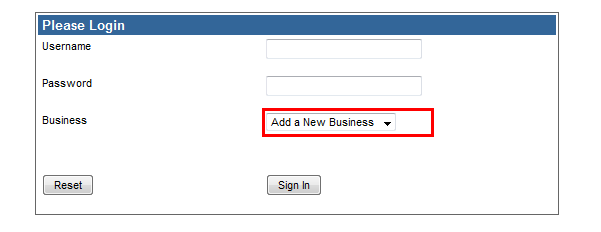 Please Login
Username
Password
Business Add a New Business
Reset Sign In